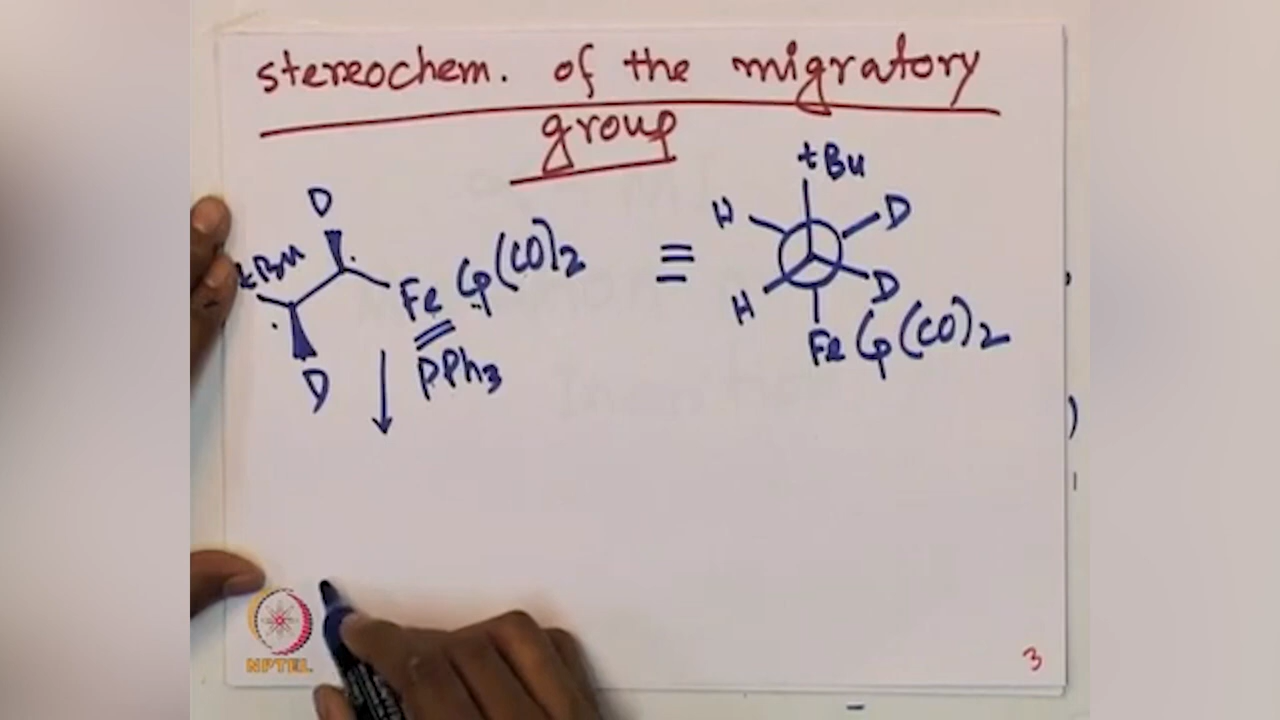 stereochem. of the migratory
group
D
tBu
Fe Cp(CO)2
D
PPh3
≡
tBu
H
D
H
D
Fe Cp(CO)2
NPTEL
3